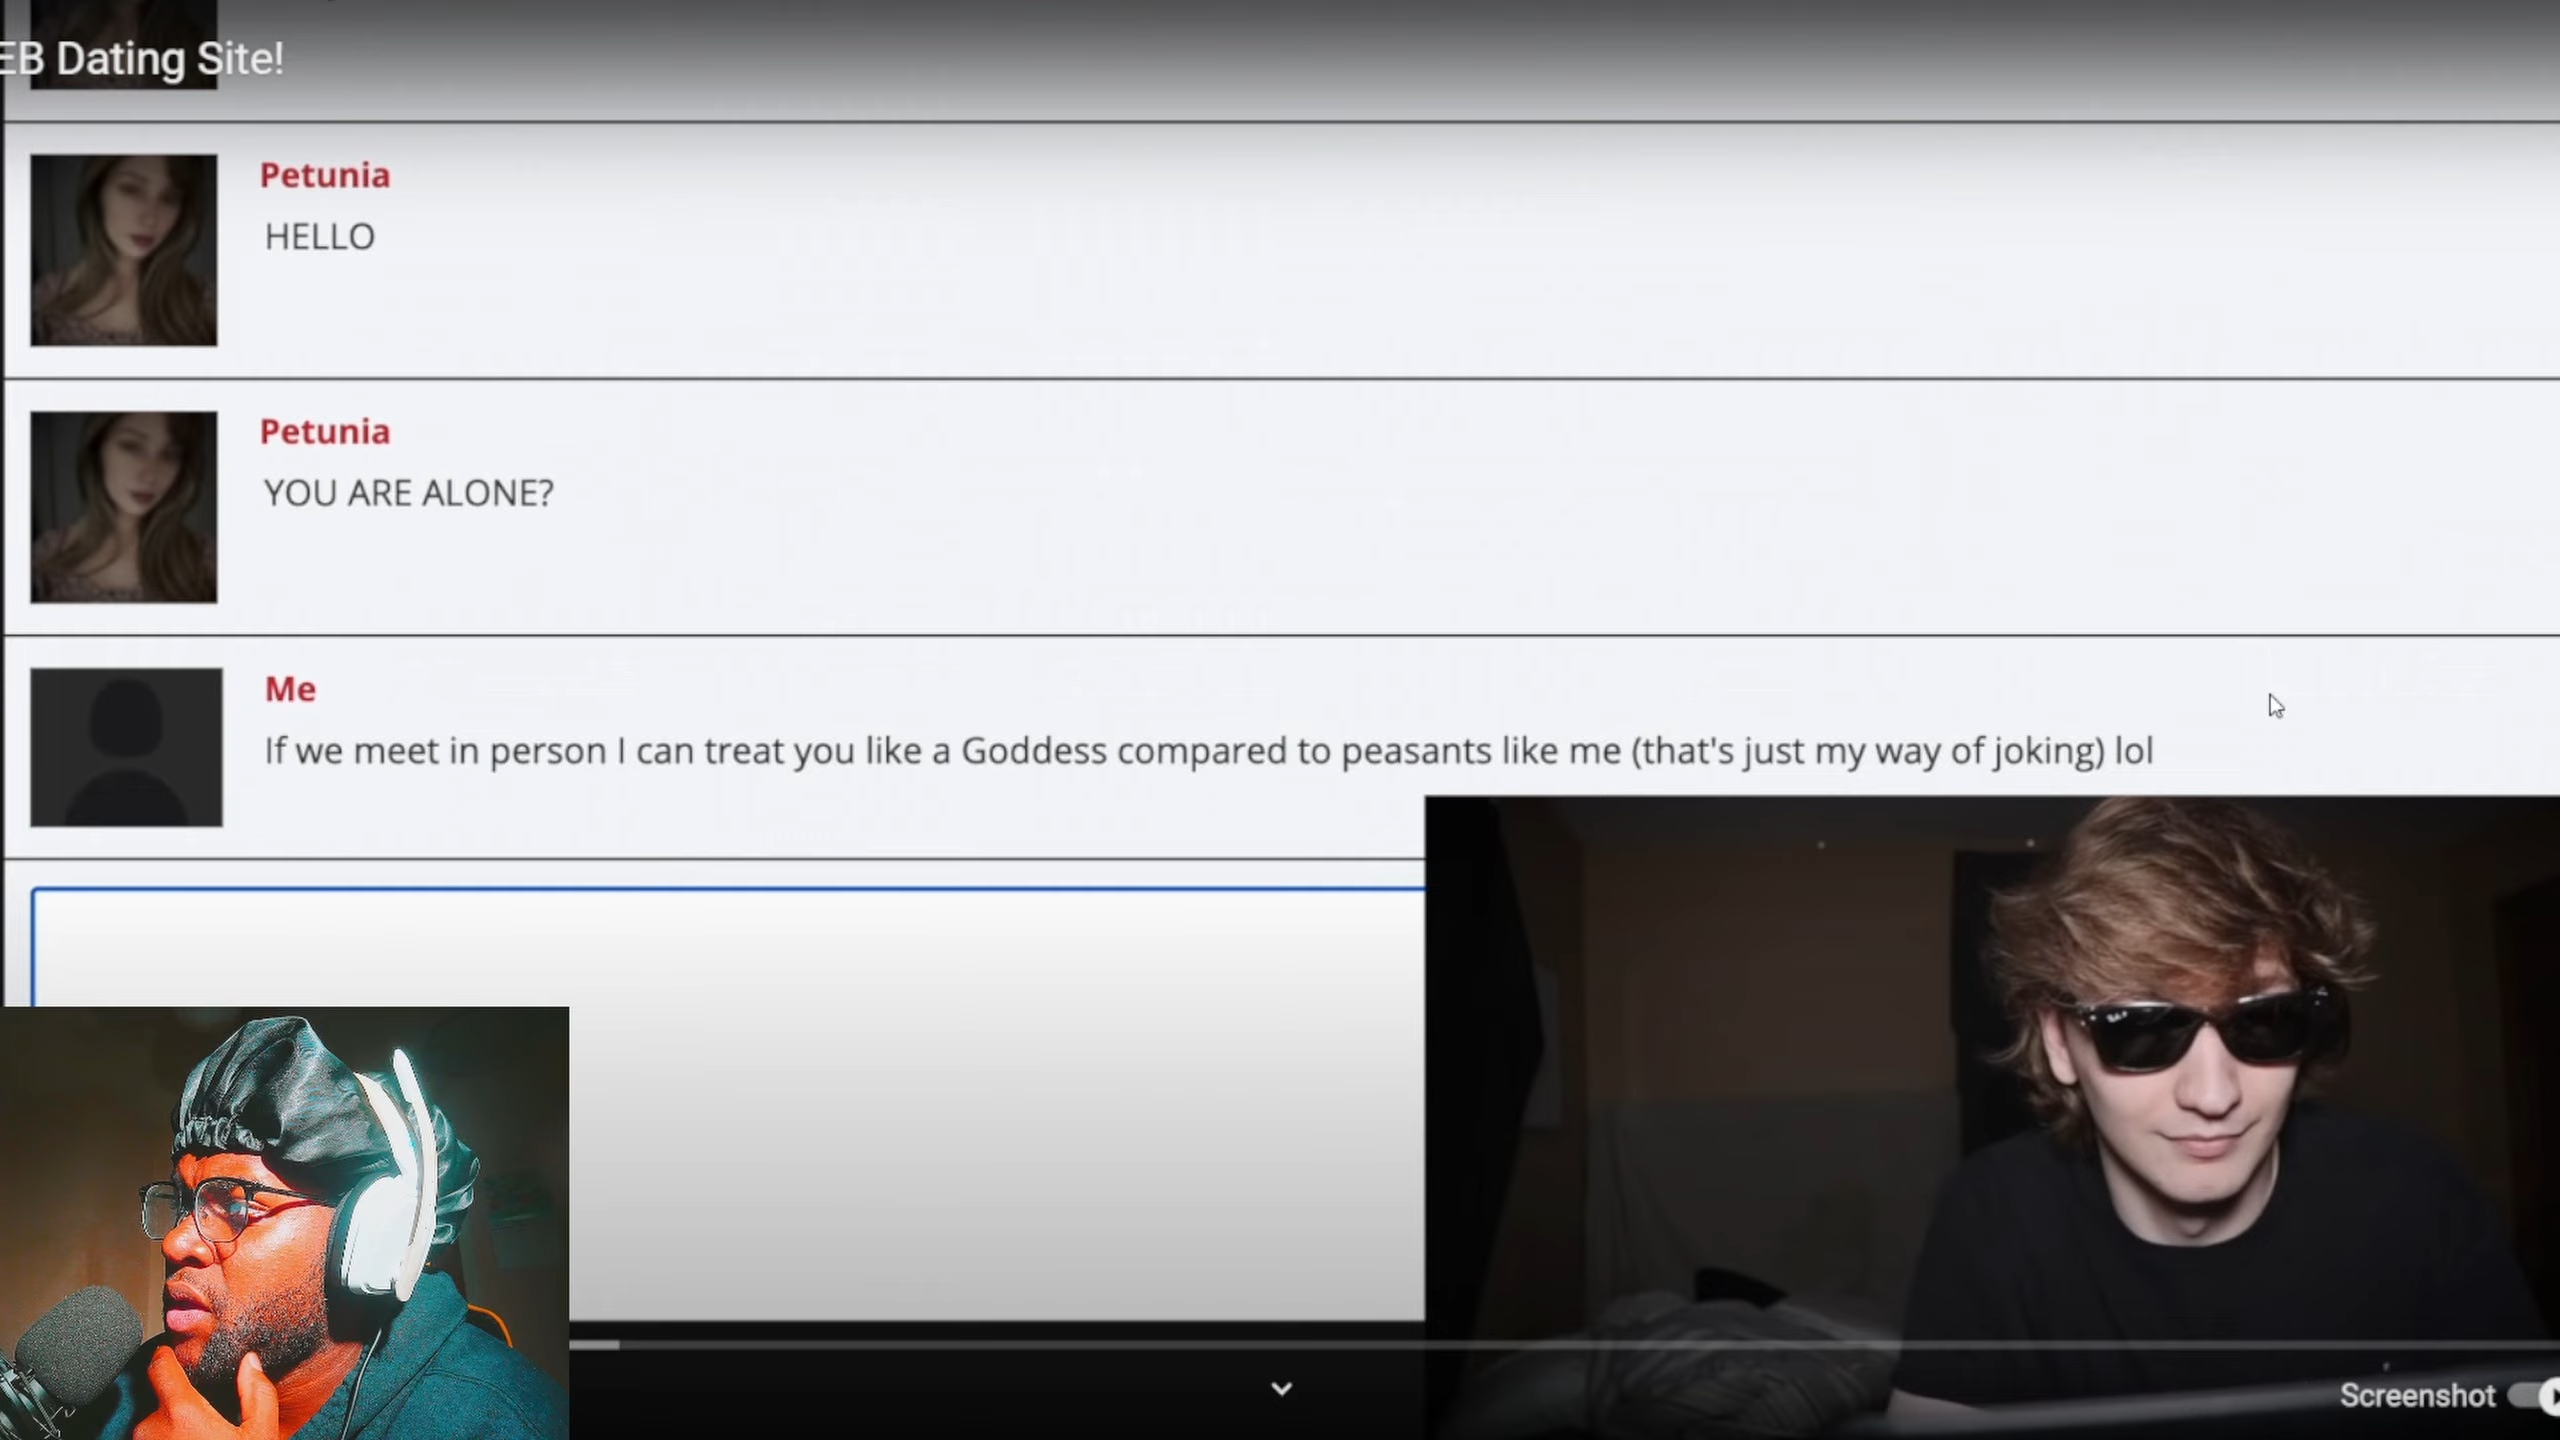 EB Dating Site!
Petunia
HELLO
Petunia
YOU ARE ALONE?
Me
If we meet in person I can treat you like a Goddess compared to peasants like me (that's just my way of joking) lol
Screenshot